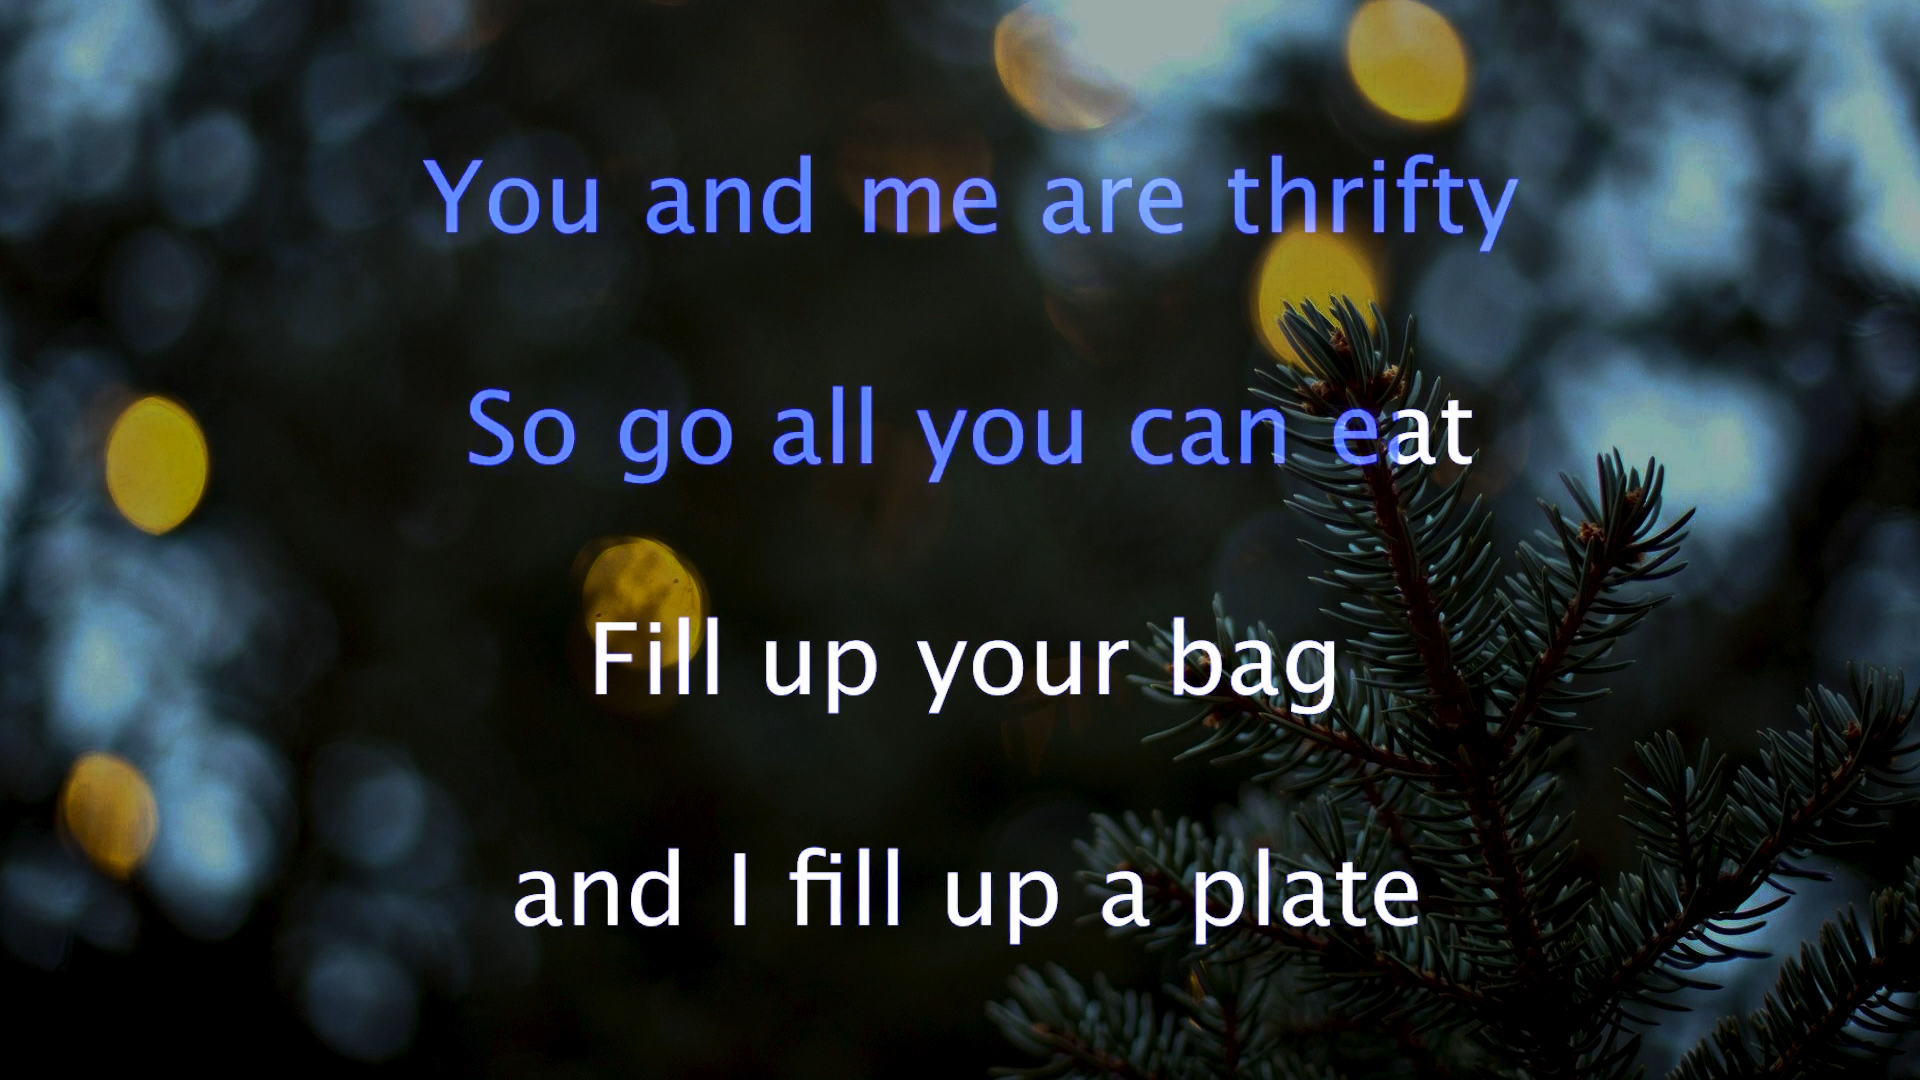 You and me are thrifty
So go all you can eat
Fill up your bag
and I fill up a plate